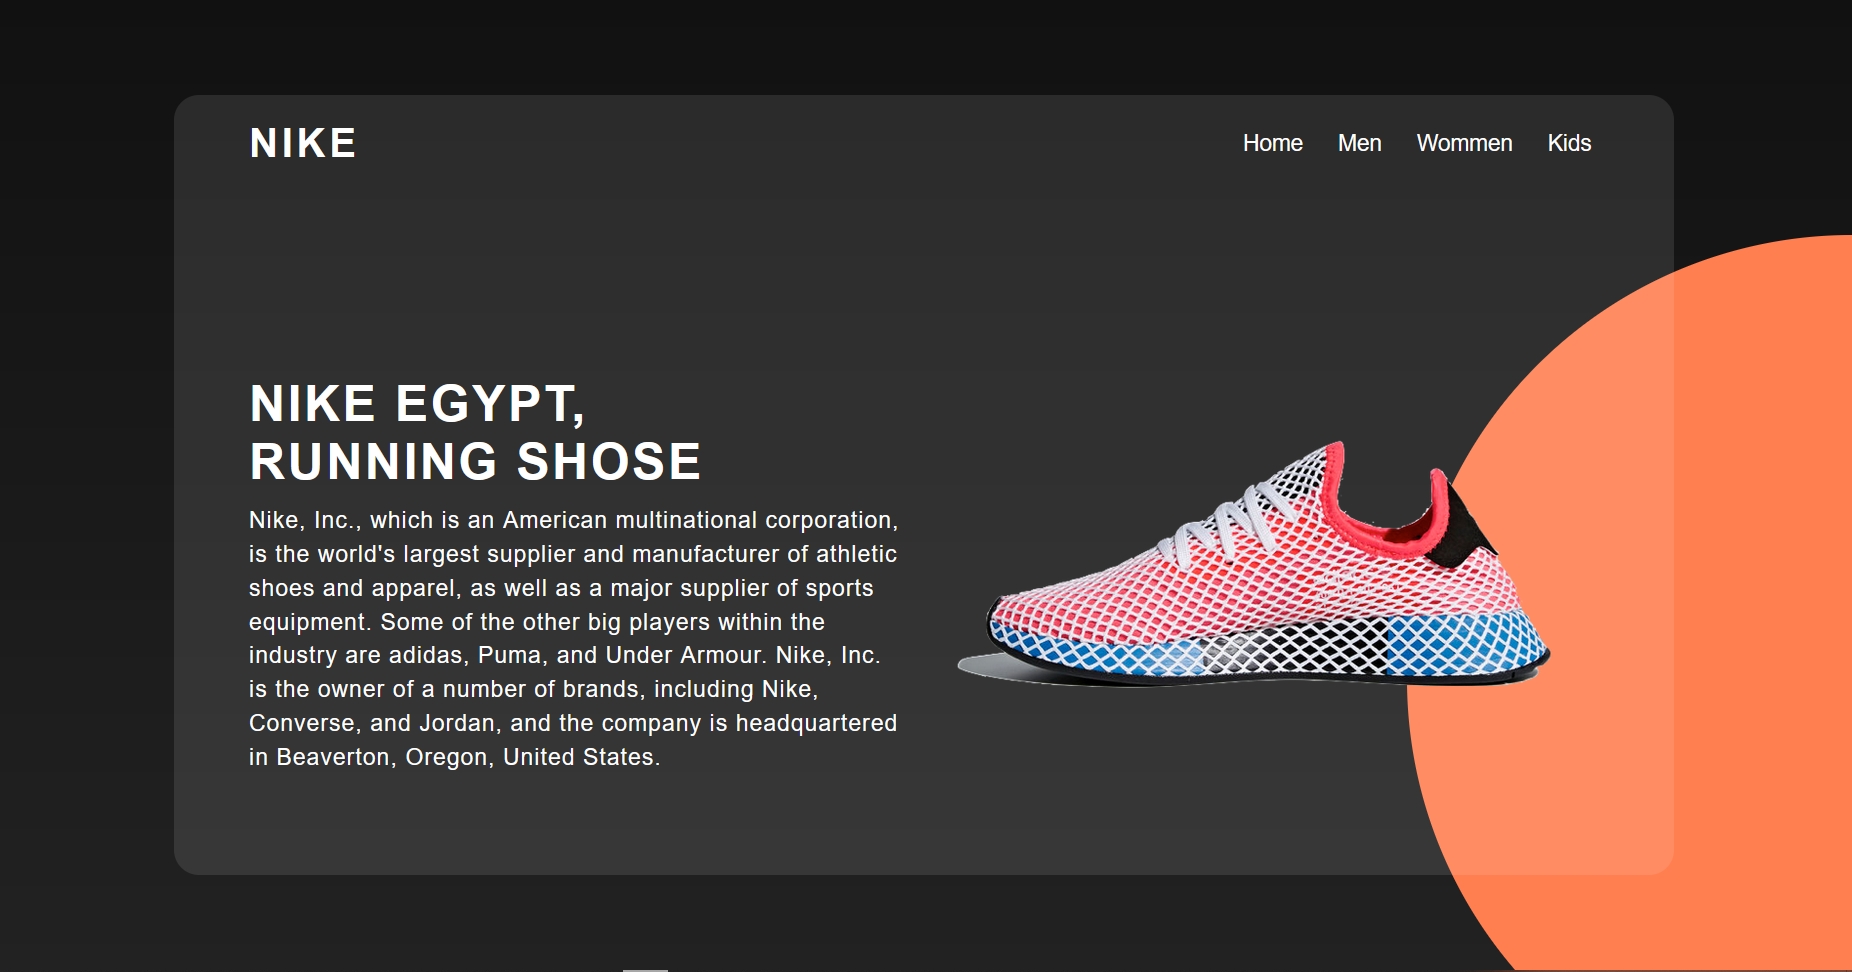 NIKE
Home Men Wommen Kids
NIKE EGYPT,
RUNNING SHOSE
Nike, Inc., which is an American multinational corporation,
is the world's largest supplier and manufacturer of athletic
shoes and apparel, as well as a major supplier of sports
equipment. Some of the other big players within the
industry are adidas, Puma, and Under Armour. Nike, Inc.
is the owner of a number of brands, including Nike,
Converse, and Jordan, and the company is headquartered
in Beaverton, Oregon, United States.